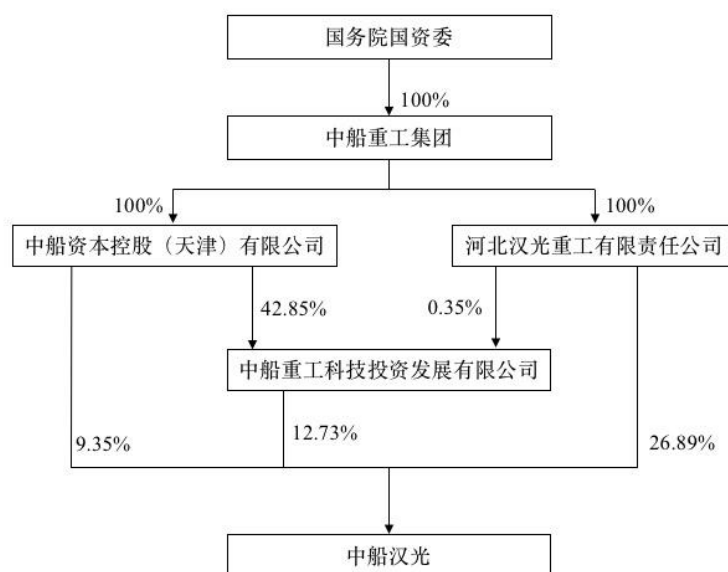 国务院国资委
100%
中船重工集团
100%
100%
中船资本控股（天津）有限公司
河北汉光重工有限责任公司
42.85%
0.35%
中船重工科技投资发展有限公司
9.35%
12.73%
26.89%
中船汉光